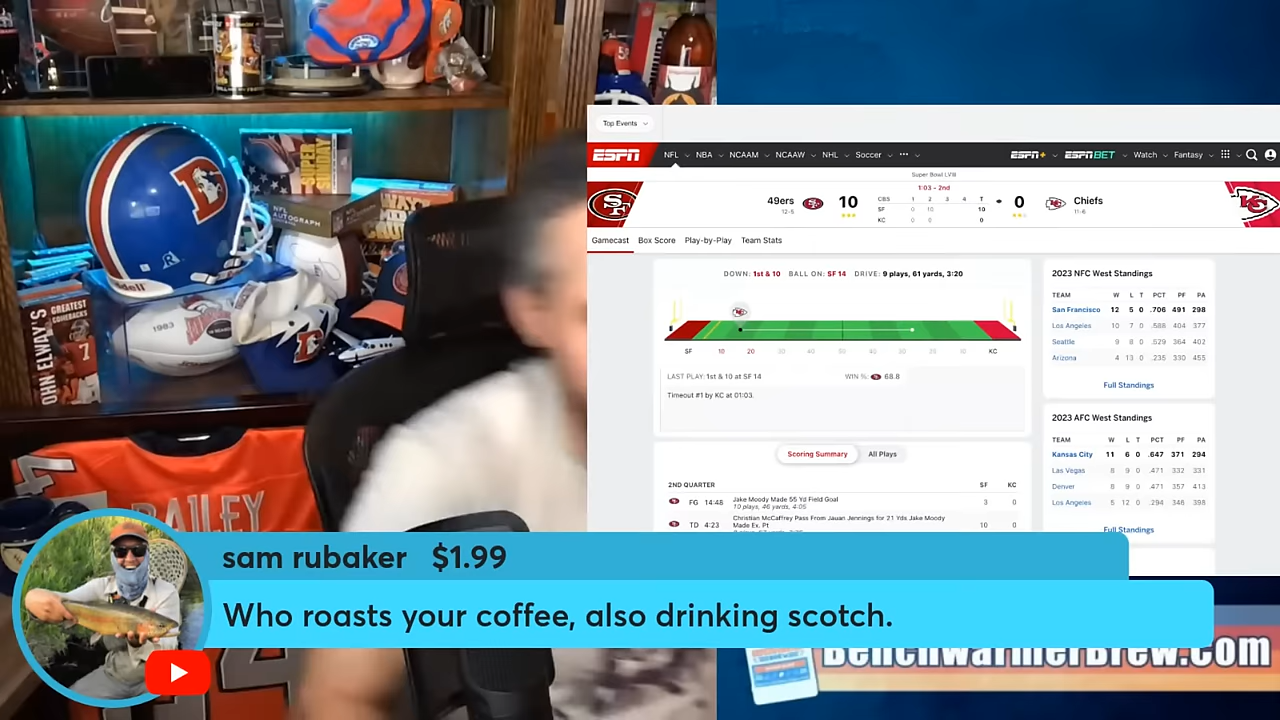 Top Events
ESPN NFL NBA NCAAM NCAAW NHL Soccer ••• ESPN+ ESPN BET Watch Fantasy
Super Bowl LVIII
1:03 - 2nd
49ers 10 0 Chiefs
12-5 11-6
CBS 1 2 3 4 T
SF 0 10 10
KC 0 0 0
Gamecast Box Score Play-by-Play Team Stats
DOWN: 1st & 10 BALL ON: SF 14 DRIVE: 9 plays, 61 yards, 3:20
SF 10 20 30 40 50 40 30 20 10 KC
LAST PLAY: 1st & 10 at SF 14 WIN %: 68.8
Timeout #1 by KC at 01:03.
Scoring Summary All Plays
2ND QUARTER SF KC
FG 14:48 Jake Moody Made 55 Yd Field Goal 3 0
10 plays, 46 yards, 4:05
TD 4:23 Christian McCaffrey Pass From Jauan Jennings for 21 Yds Jake Moody Made Ex. Pt 10 0
2023 NFC West Standings
TEAM W L T PCT PF PA
San Francisco 12 5 0 .706 491 298
Los Angeles 10 7 0 .588 404 377
Seattle 9 8 0 .529 364 402
Arizona 4 13 0 .235 330 455
Full Standings
2023 AFC West Standings
TEAM W L T PCT PF PA
Kansas City 11 6 0 .647 371 294
Las Vegas 8 9 0 .471 332 331
Denver 8 9 0 .471 357 413
Los Angeles 5 12 0 .294 346 398
Full Standings
NFL
AUTOGRAPH
1983
JOHN ELWAY'S
GREATEST
COMEBACKS
7
BAILEY
sam rubaker $1.99
Who roasts your coffee, also drinking scotch.
BenchwarmerBrew.com